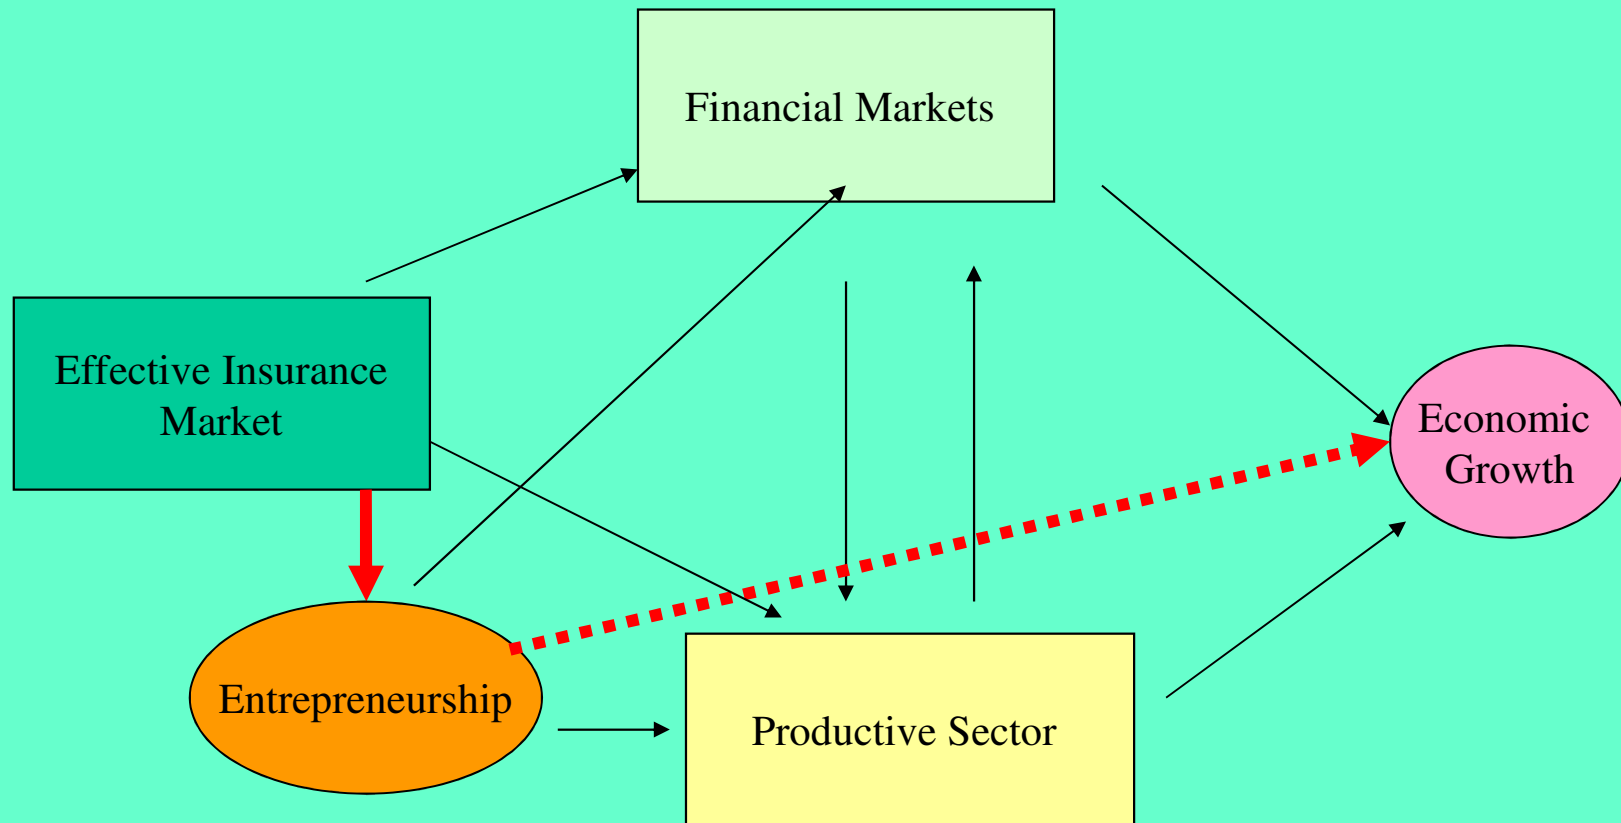 Financial Markets
Effective Insurance
Market
Economic
Growth
Entrepreneurship
Productive Sector